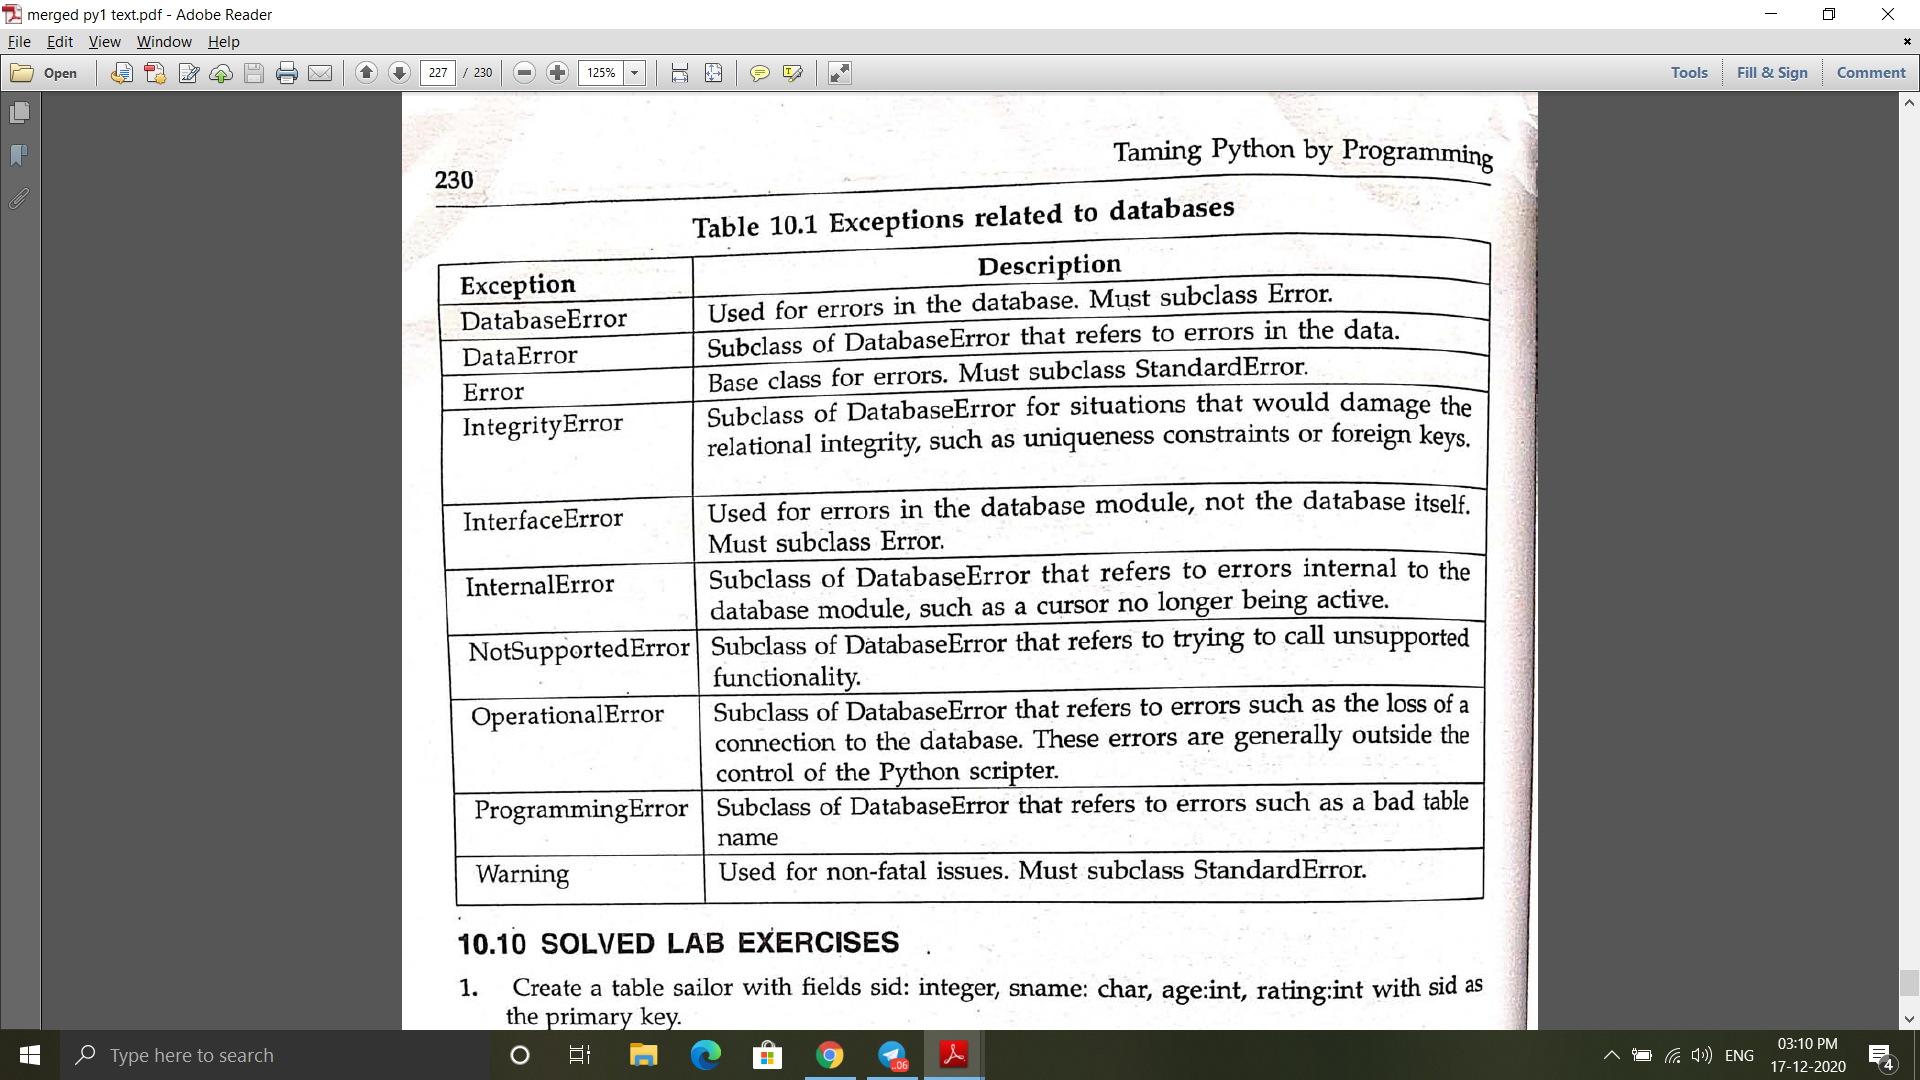 merged py1 text.pdf - Adobe Reader
File Edit View Window Help
Open 227 / 230 125% Tools Fill & Sign Comment
Taming Python by Programming
230
Table 10.1 Exceptions related to databases
Exception Description
DatabaseError Used for errors in the database. Must subclass Error.
DataError Subclass of DatabaseError that refers to errors in the data.
Error Base class for errors. Must subclass StandardError.
IntegrityError Subclass of DatabaseError for situations that would damage the
relational integrity, such as uniqueness constraints or foreign keys.
InterfaceError Used for errors in the database module, not the database itself.
Must subclass Error.
InternalError Subclass of DatabaseError that refers to errors internal to the
database module, such as a cursor no longer being active.
NotSupportedError Subclass of DatabaseError that refers to trying to call unsupported
functionality.
OperationalError Subclass of DatabaseError that refers to errors such as the loss of a
connection to the database. These errors are generally outside the
control of the Python scripter.
ProgrammingError Subclass of DatabaseError that refers to errors such as a bad table
name
Warning Used for non-fatal issues. Must subclass StandardError.
10.10 SOLVED LAB EXERCISES
1. Create a table sailor with fields sid: integer, sname: char, age:int, rating:int with sid as
the primary key.
Type here to search
..06
ENG
03:10 PM
17-12-2020
4